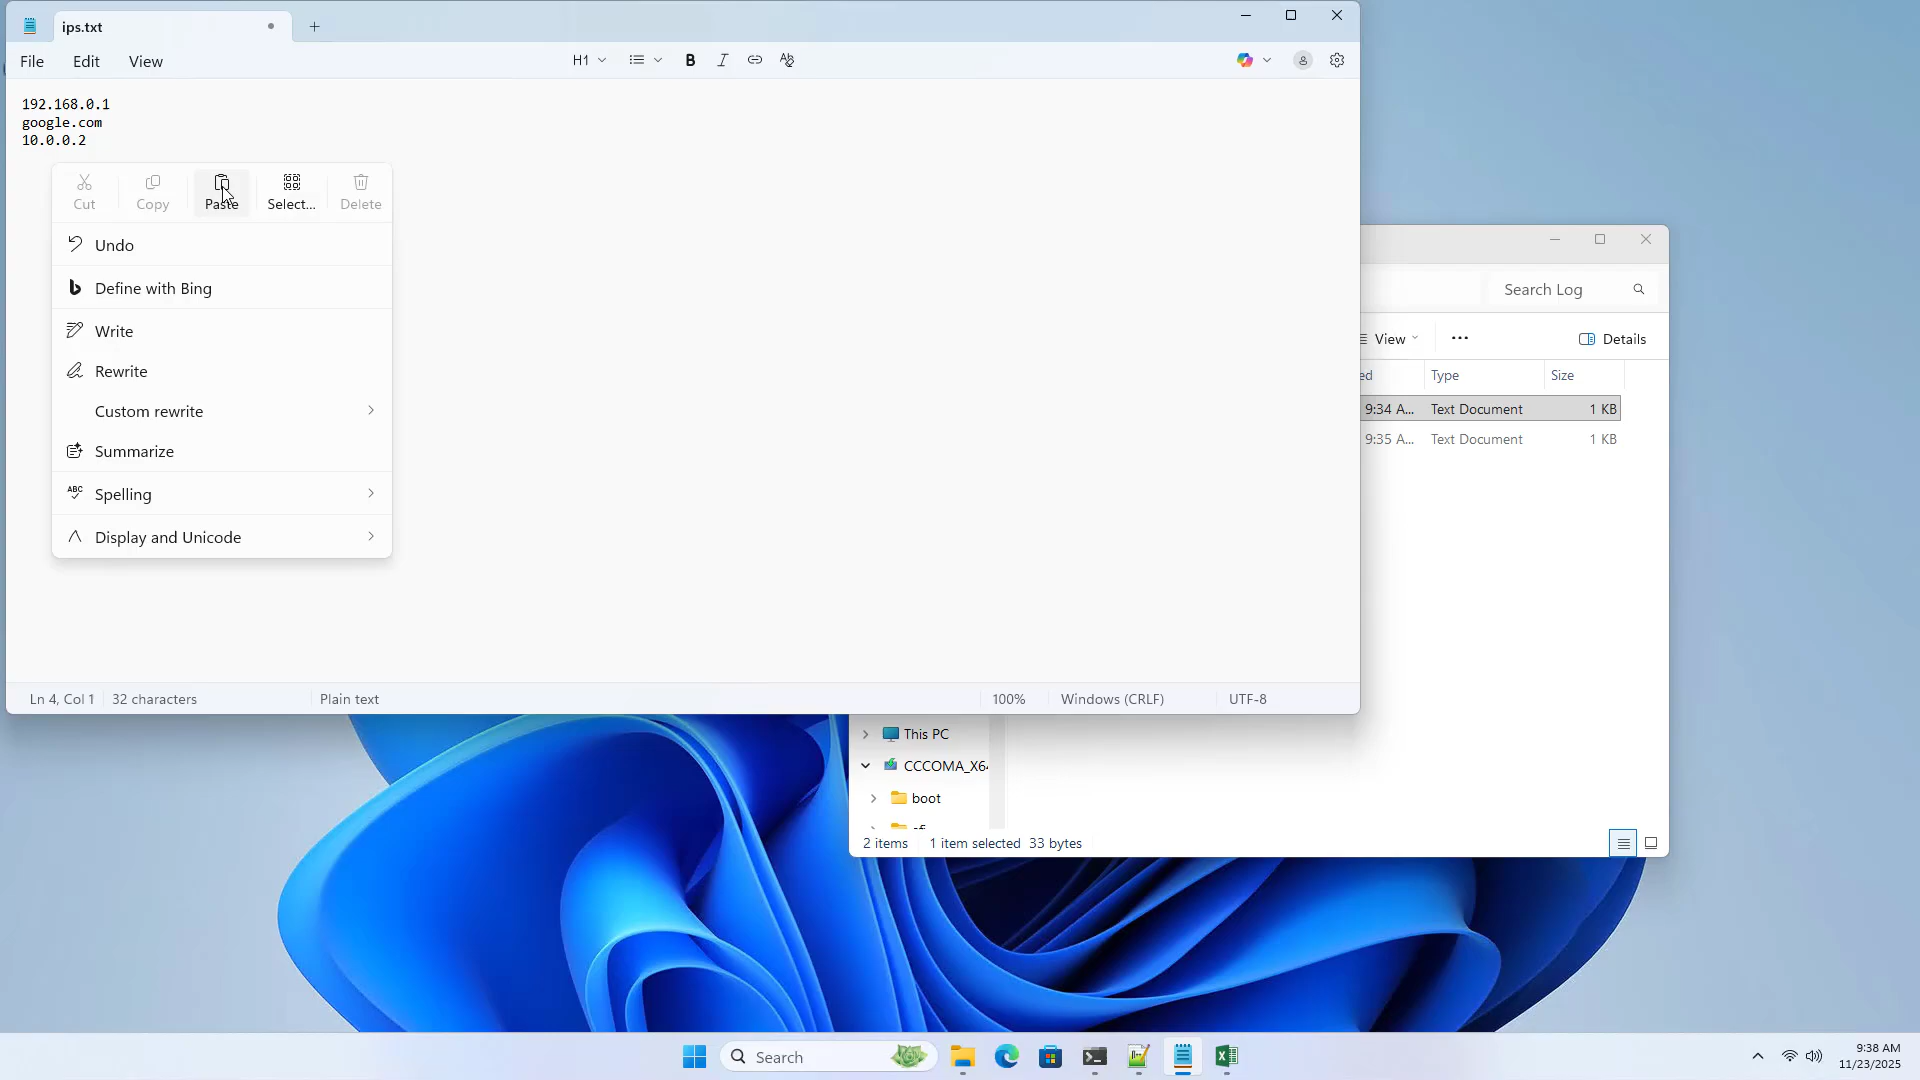 ips.txt
File Edit View H1 B I
192.168.0.1
google.com
10.0.0.2
Cut Copy Paste Select... Delete
Undo
Define with Bing
Write
Rewrite
Custom rewrite
Summarize
ABC Spelling
Display and Unicode
Ln 4, Col 1 32 characters Plain text 100% Windows (CRLF) UTF-8
Search Log
View ... Details
ed Type Size
9:34 A... Text Document 1 KB
9:35 A... Text Document 1 KB
This PC
CCCOMA_X64
boot
2 items 1 item selected 33 bytes
Search
9:38 AM
11/23/2025